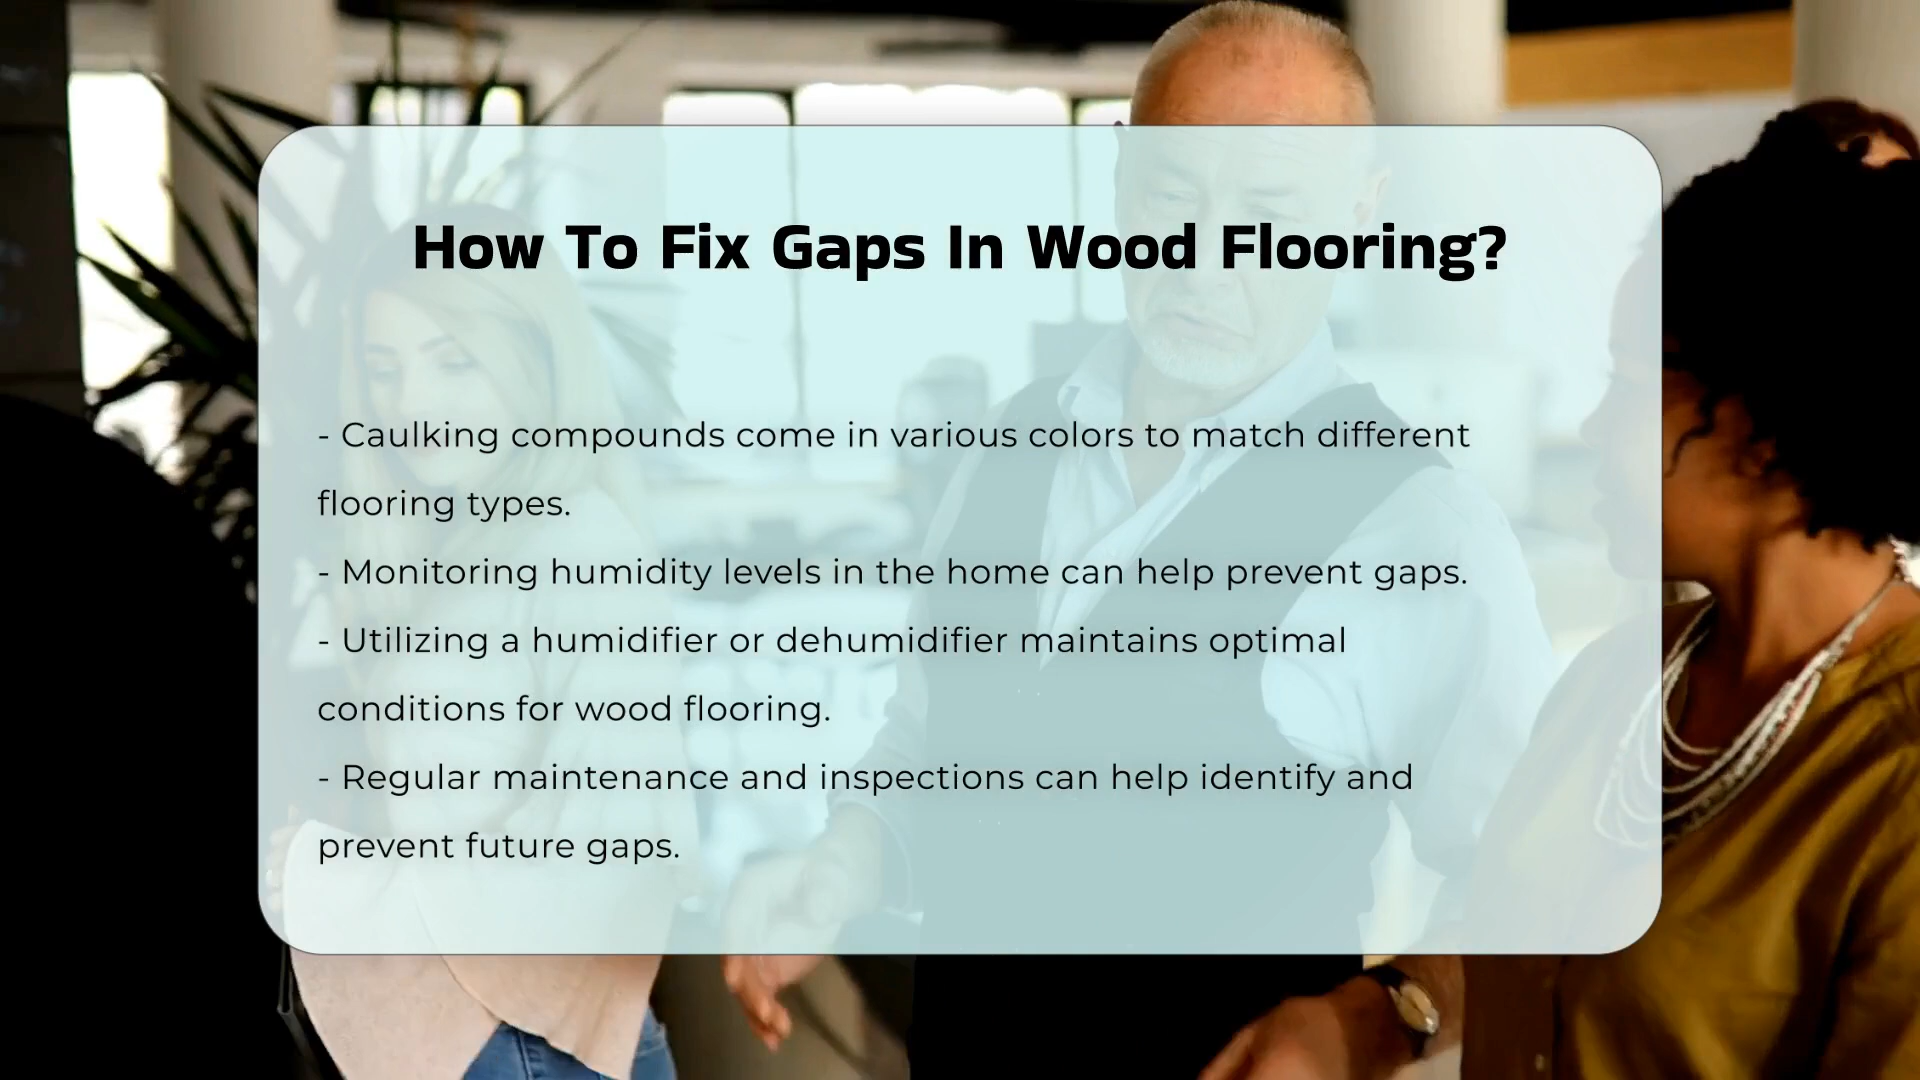 How To Fix Gaps In Wood Flooring?
- Caulking compounds come in various colors to match different
flooring types.
- Monitoring humidity levels in the home can help prevent gaps.
- Utilizing a humidifier or dehumidifier maintains optimal
conditions for wood flooring.
- Regular maintenance and inspections can help identify and
prevent future gaps.